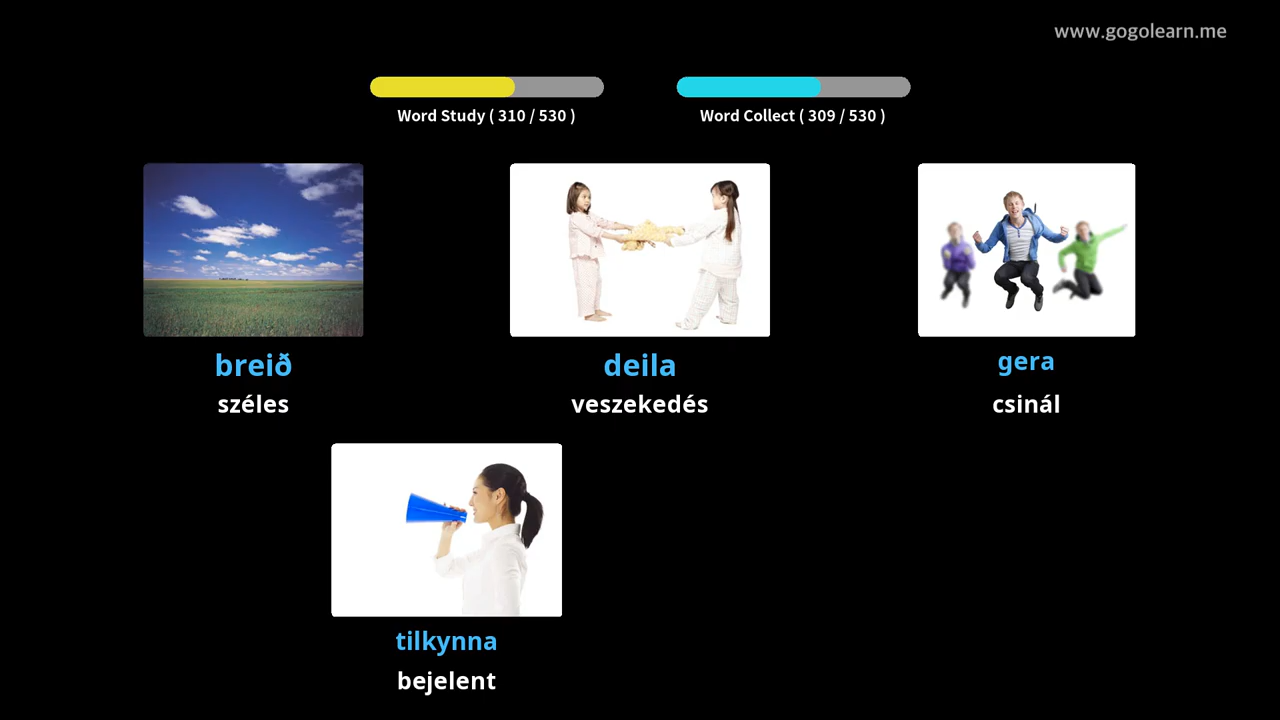 www.gogolearn.me
Word Study ( 310 / 530 )
Word Collect ( 309 / 530 )
breið
széles
deila
veszekedés
gera
csinál
tilkynna
bejelent